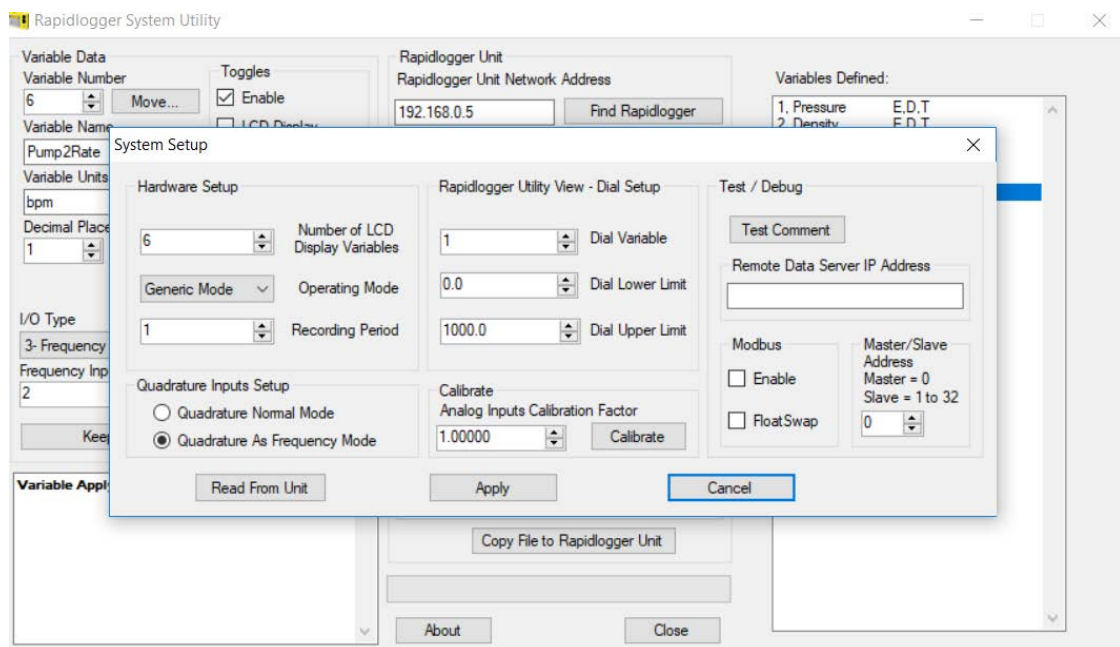 Rapidlogger System Utility
Variable Data
Variable Number
6
Move...
Variable Name
Pump2Rate
Variable Units
bpm
Decimal Place
1
I/O Type
3- Frequency
Frequency Inp
2
Keep
Variable Appl
Toggles
Enable
LCD Display
Rapidlogger Unit
Rapidlogger Unit Network Address
192.168.0.5
Find Rapidlogger
Variables Defined:
1, Pressure E,D,T
2, Density E,D,T
System Setup
Hardware Setup
6
Number of LCD
Display Variables
Generic Mode
Operating Mode
1
Recording Period
Quadrature Inputs Setup
Quadrature Normal Mode
Quadrature As Frequency Mode
Rapidlogger Utility View - Dial Setup
1
Dial Variable
0.0
Dial Lower Limit
1000.0
Dial Upper Limit
Calibrate
Analog Inputs Calibration Factor
1.00000
Calibrate
Test / Debug
Test Comment
Remote Data Server IP Address
Modbus
Enable
FloatSwap
Master/Slave
Address
Master = 0
Slave = 1 to 32
0
Read From Unit
Apply
Cancel
Copy File to Rapidlogger Unit
About
Close